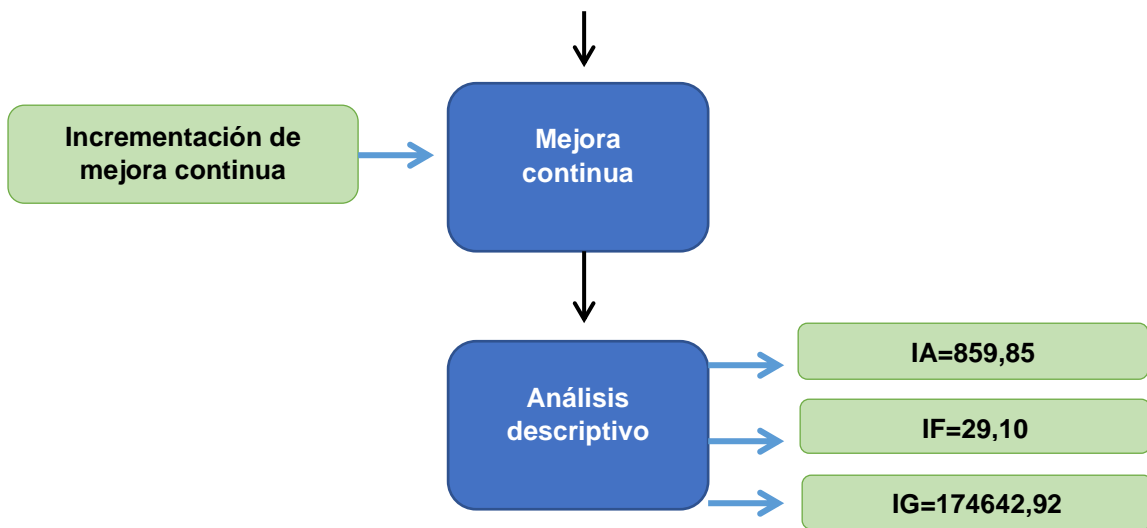 Incrementación de
mejora continua
Mejora
continua
Análisis
descriptivo
IA=859,85
IF=29,10
IG=174642,92